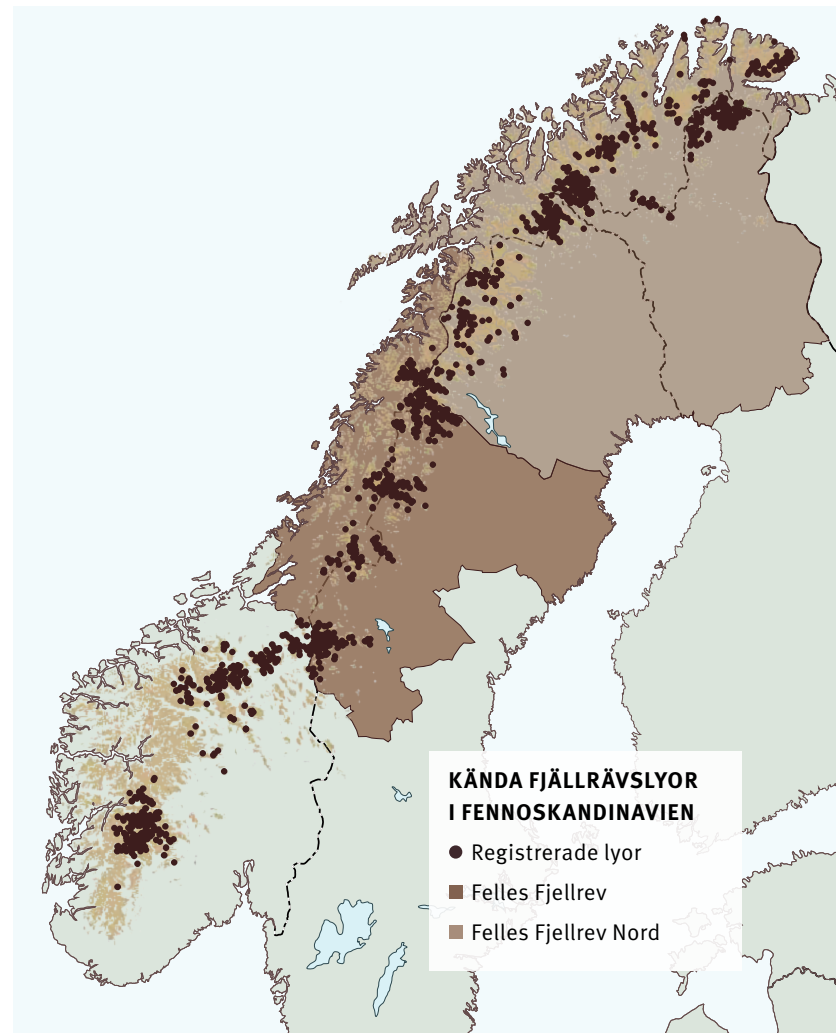 KÄNDA FJÄLLRÄVSLYOR
I FENNOSKANDINAVIEN
Registrerade lyor
Felles Fjellrev
Felles Fjellrev Nord